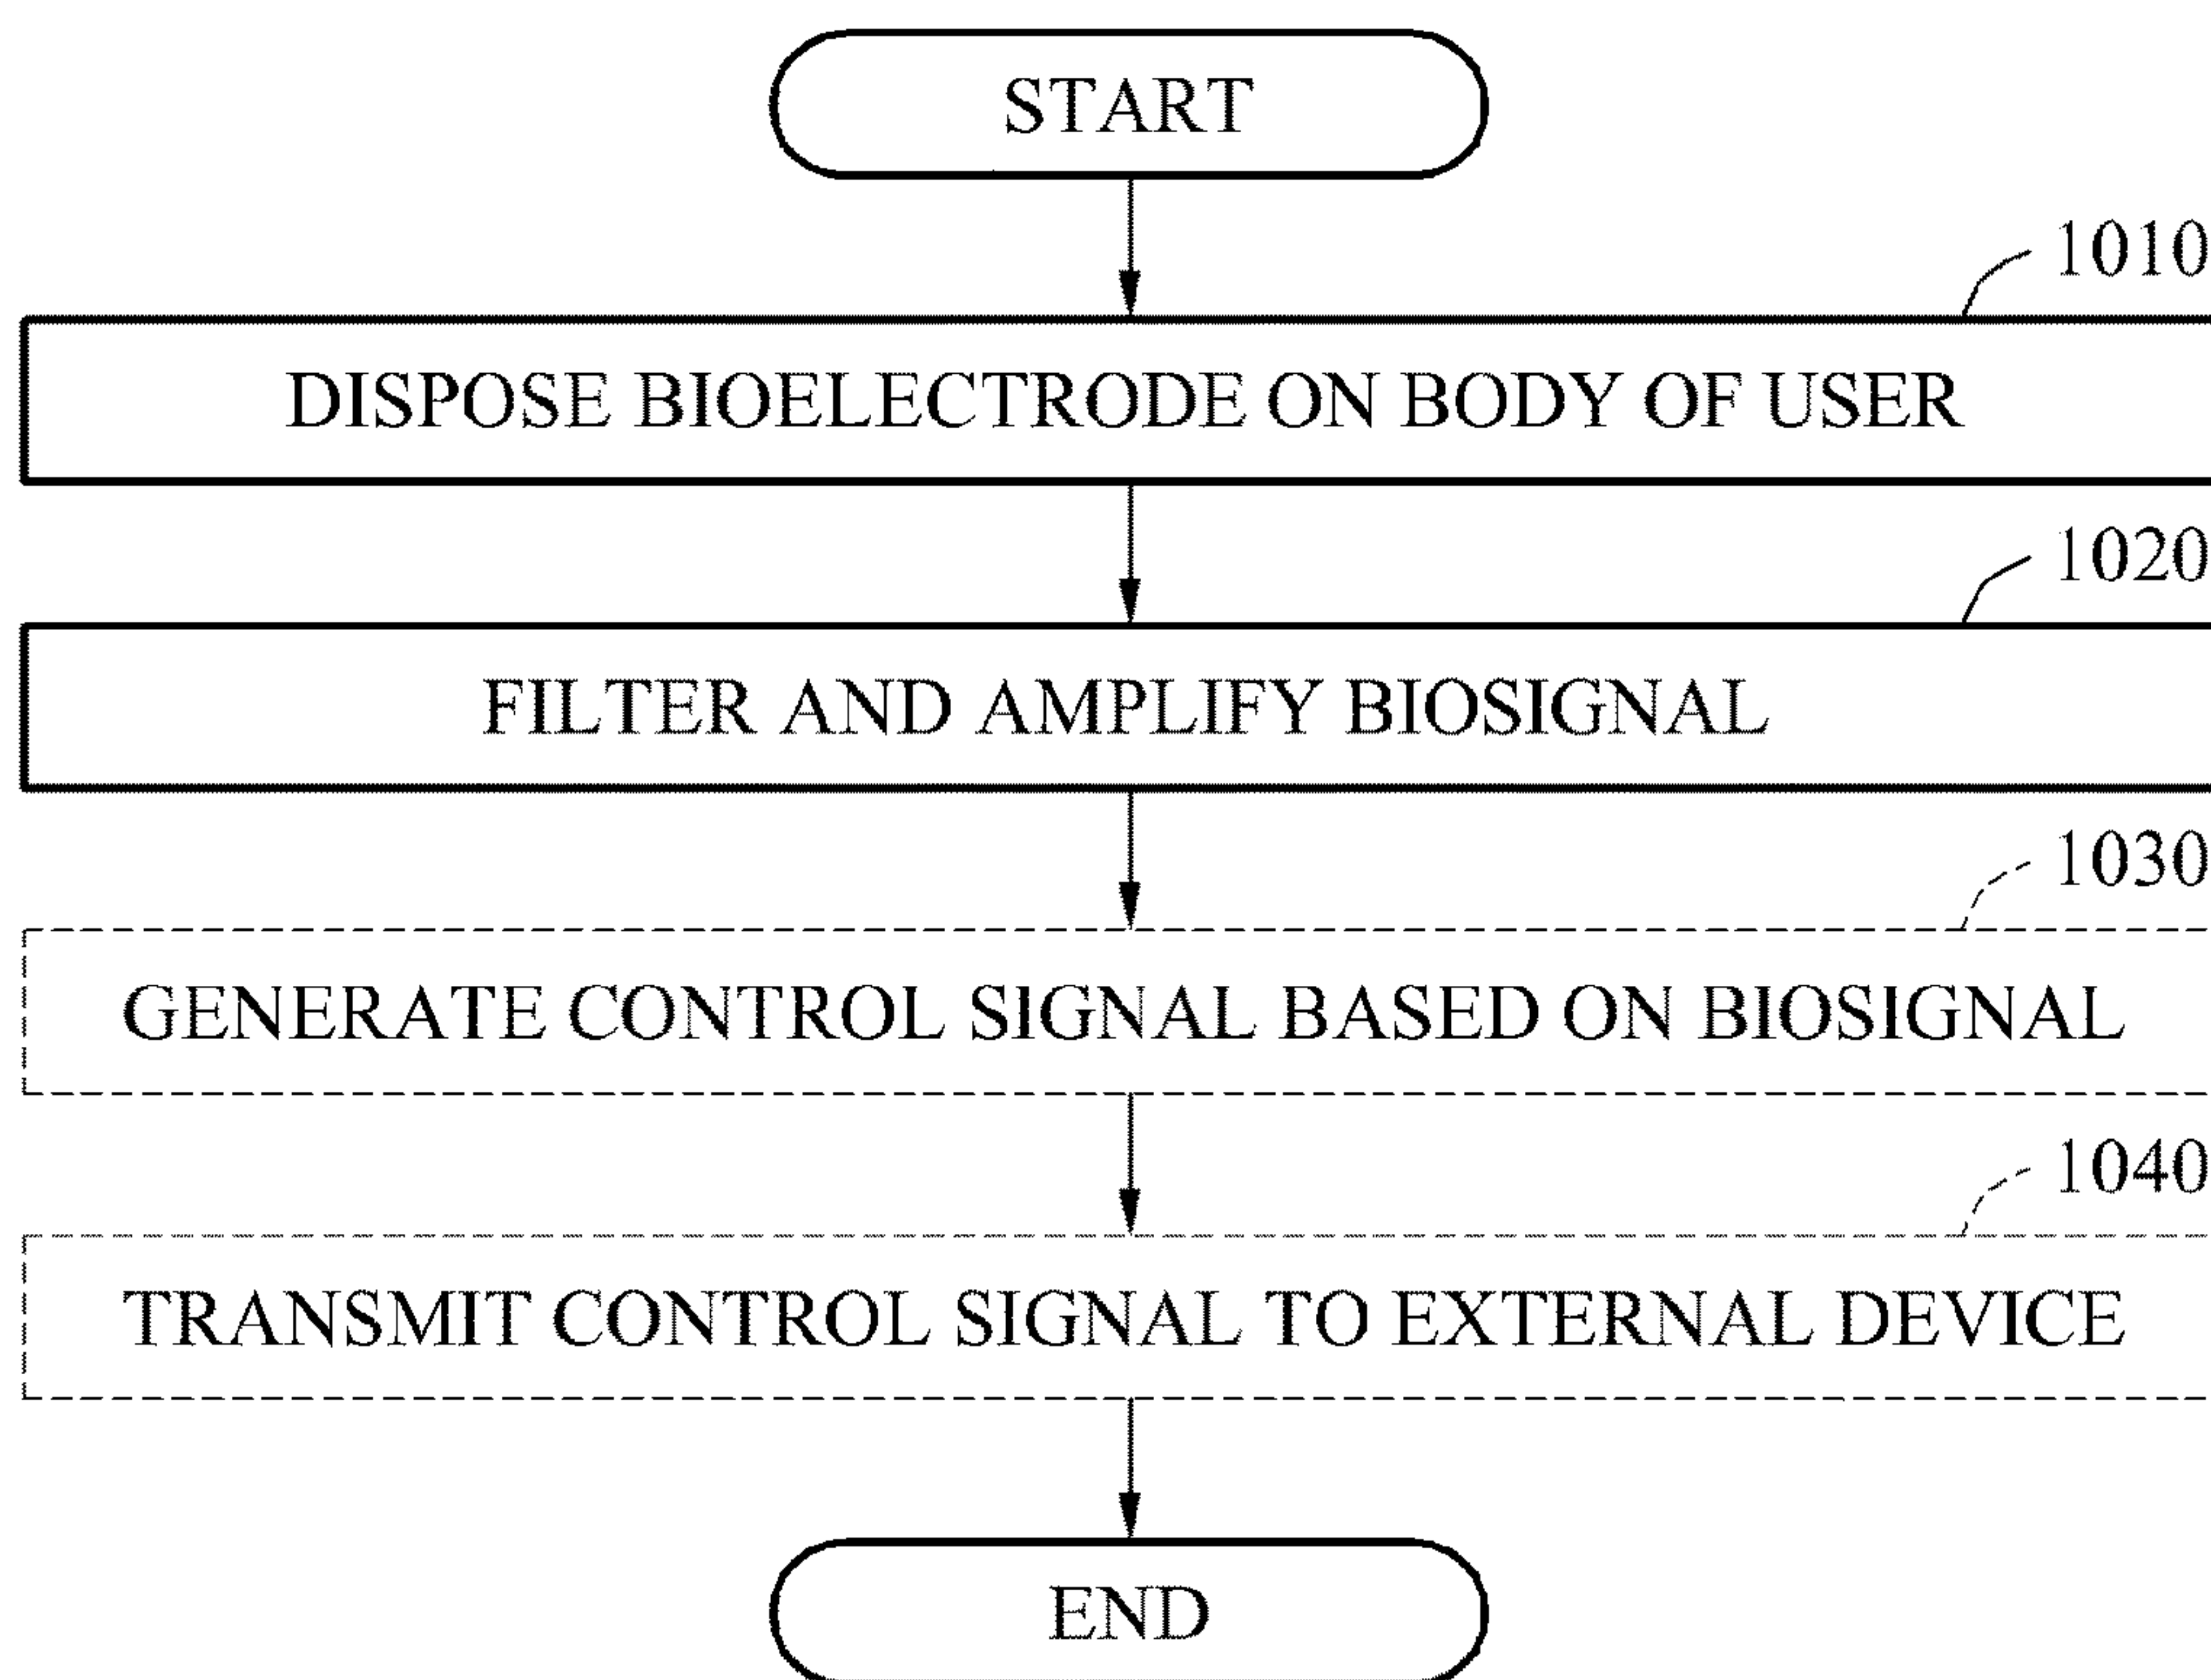 START
1010
DISPOSE BIOELECTRODE ON BODY OF USER
1020
FILTER AND AMPLIFY BIOSIGNAL
1030
GENERATE CONTROL SIGNAL BASED ON BIOSIGNAL
1040
TRANSMIT CONTROL SIGNAL TO EXTERNAL DEVICE
END